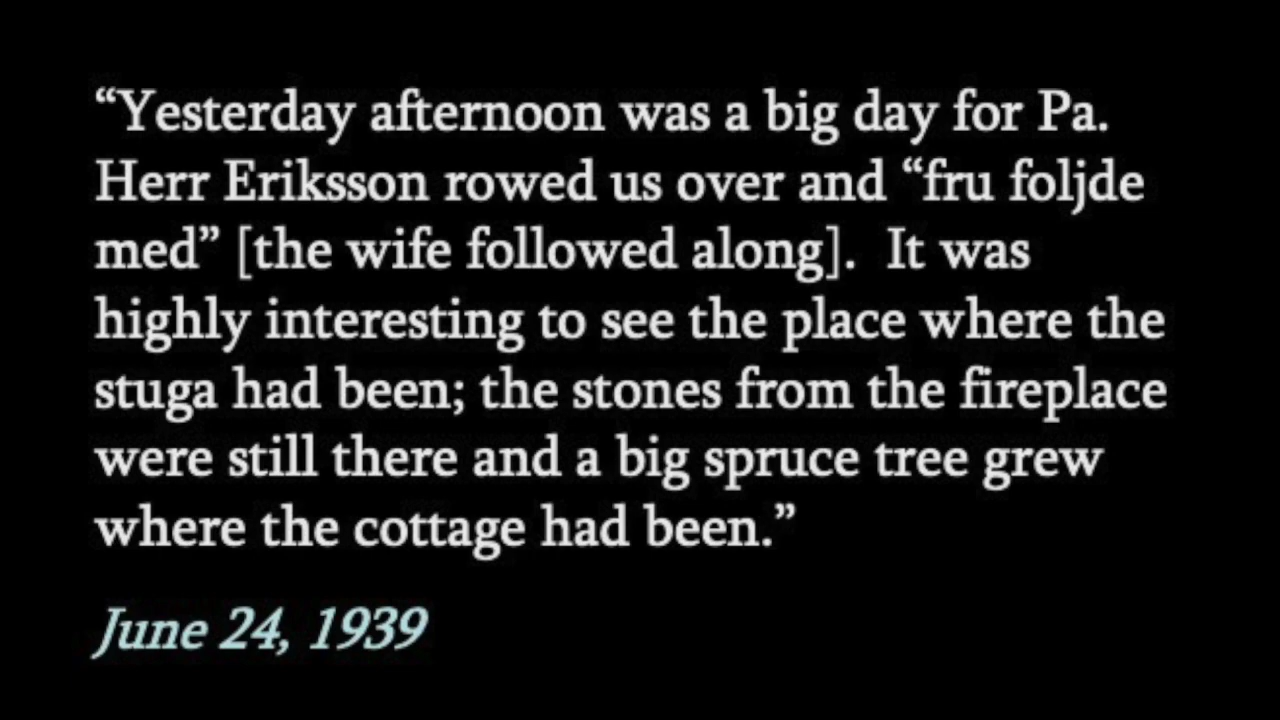 “Yesterday afternoon was a big day for Pa.
Herr Eriksson rowed us over and “fru foljde
med” [the wife followed along].  It was
highly interesting to see the place where the
stuga had been; the stones from the fireplace
were still there and a big spruce tree grew
where the cottage had been.”
June 24, 1939